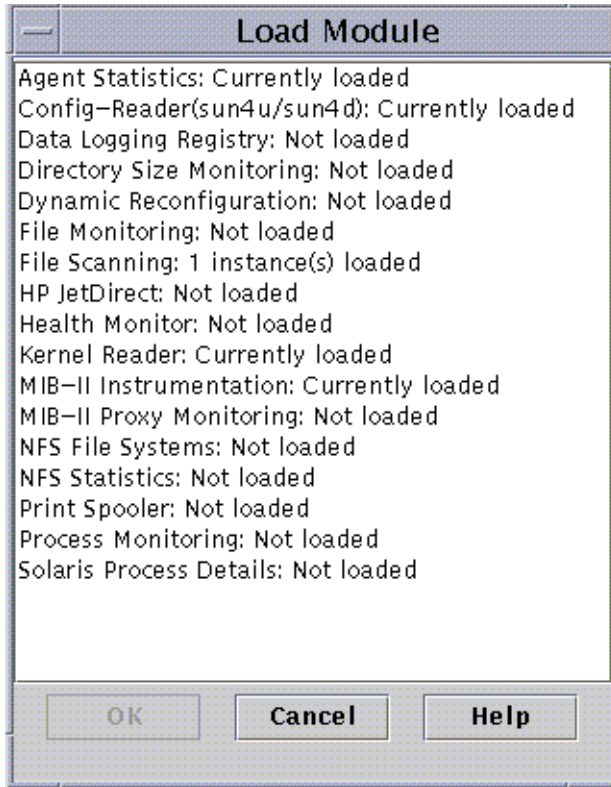 Load Module
Agent Statistics: Currently loaded
Config-Reader(sun4u/sun4d): Currently loaded
Data Logging Registry: Not loaded
Directory Size Monitoring: Not loaded
Dynamic Reconfiguration: Not loaded
File Monitoring: Not loaded
File Scanning: 1 instance(s) loaded
HP JetDirect: Not loaded
Health Monitor: Not loaded
Kernel Reader: Currently loaded
MIB-II Instrumentation: Currently loaded
MIB-II Proxy Monitoring: Not loaded
NFS File Systems: Not loaded
NFS Statistics: Not loaded
Print Spooler: Not loaded
Process Monitoring: Not loaded
Solaris Process Details: Not loaded
OK Cancel Help